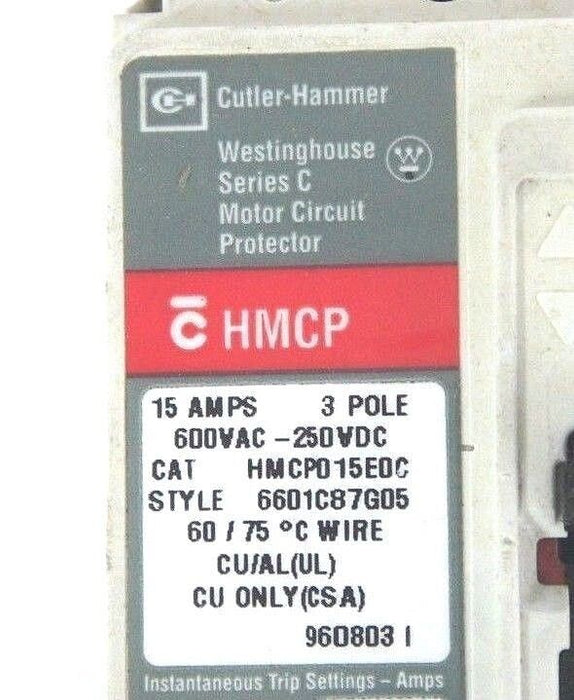 Cutler-Hammer
Westinghouse
Series C
Motor Circuit
Protector
C HMCP
15 AMPS 3 POLE
600VAC -250VDC
CAT HMCP015E0C
STYLE 6601C87G05
60 / 75 °C WIRE
CU/AL(UL)
CU ONLY(CSA)
960803 I
Instantaneous Trip Settings - Amps